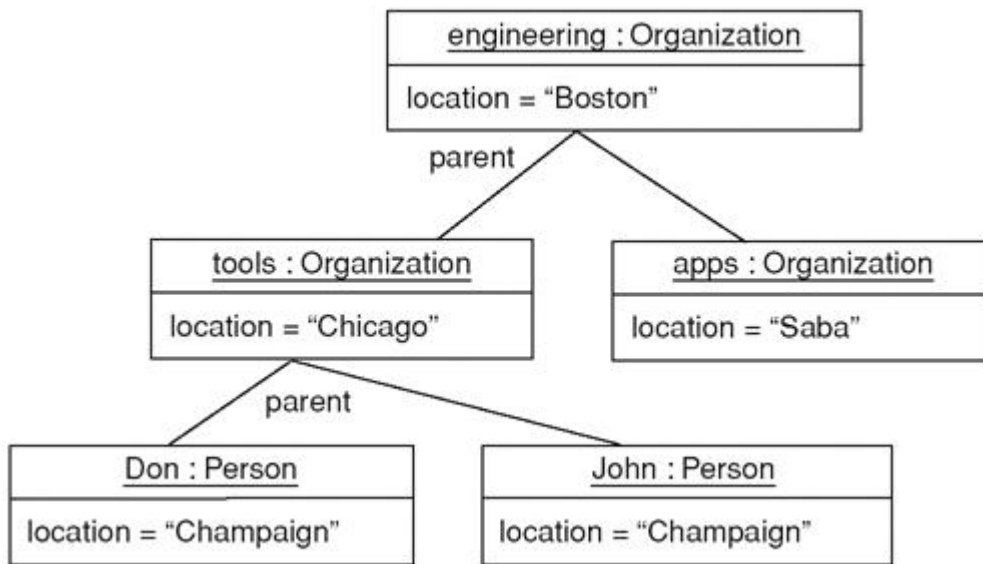 engineering : Organization
location = “Boston”
parent
tools : Organization
apps : Organization
location = “Chicago”
location = “Saba”
parent
Don : Person
John : Person
location = “Champaign”
location = “Champaign”